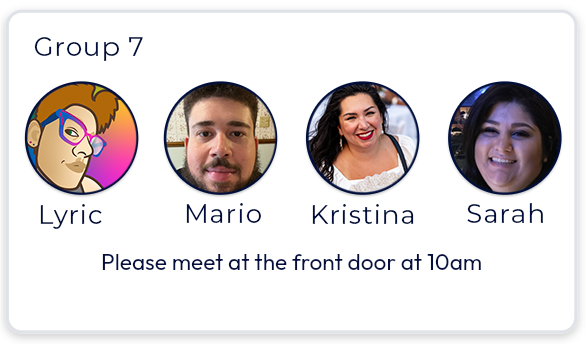 Group 7
Lyric Mario Kristina Sarah
Please meet at the front door at 10am